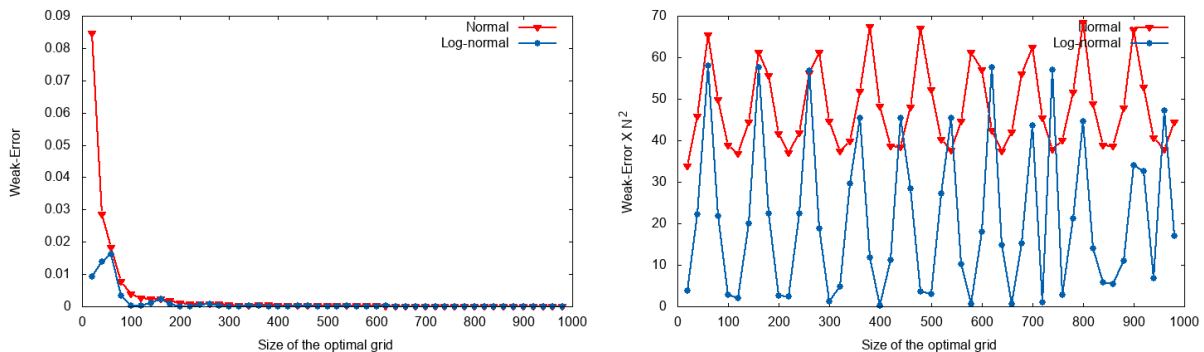 0.09
0.08
0.07
0.06
0.05
0.04
0.03
0.02
0.01
0
0 100 200 300 400 500 600 700 800 900 1000
Weak-Error
Size of the optimal grid
Normal
Log-normal
70
60
50
40
30
20
10
0
0 100 200 300 400 500 600 700 800 900 1000
Weak-Error X N²
Size of the optimal grid
Normal
Log-normal